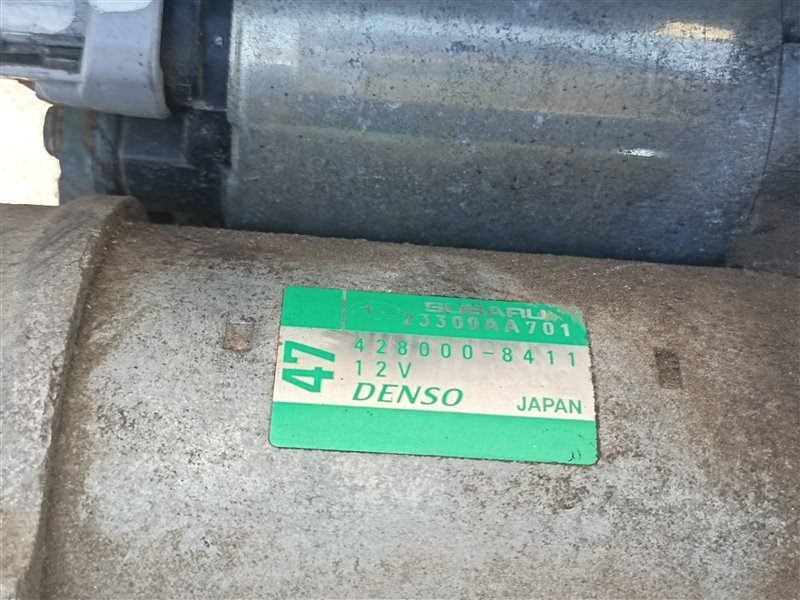 SUBARU
23300AA701
47
428000-8411
12V
DENSO JAPAN